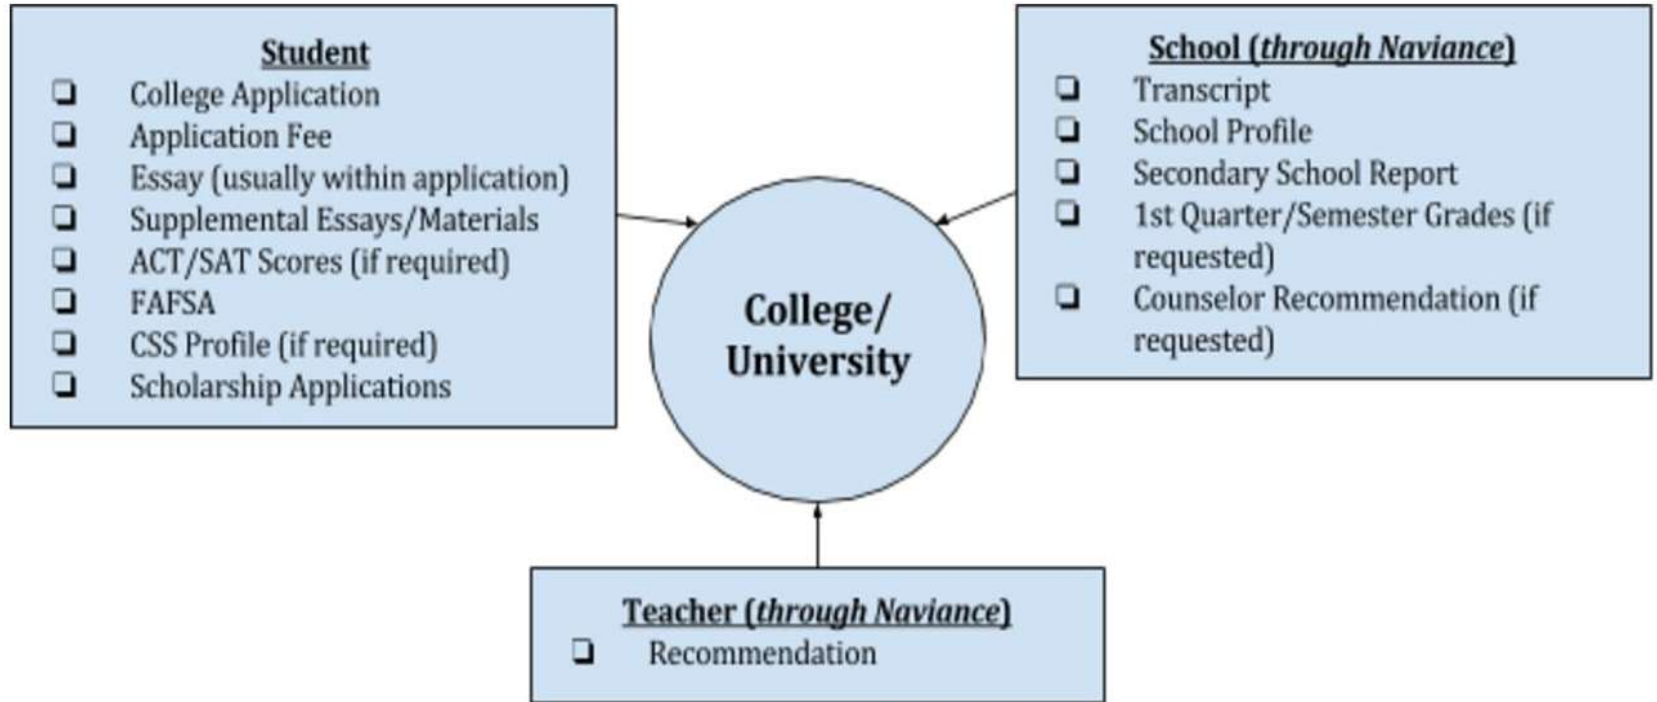 Student
❏ College Application
❏ Application Fee
❏ Essay (usually within application)
❏ Supplemental Essays/Materials
❏ ACT/SAT Scores (if required)
❏ FAFSA
❏ CSS Profile (if required)
❏ Scholarship Applications
School (through Naviance)
❏ Transcript
❏ School Profile
❏ Secondary School Report
❏ 1st Quarter/Semester Grades (if
requested)
❏ Counselor Recommendation (if
requested)
College/
University
Teacher (through Naviance)
❏ Recommendation